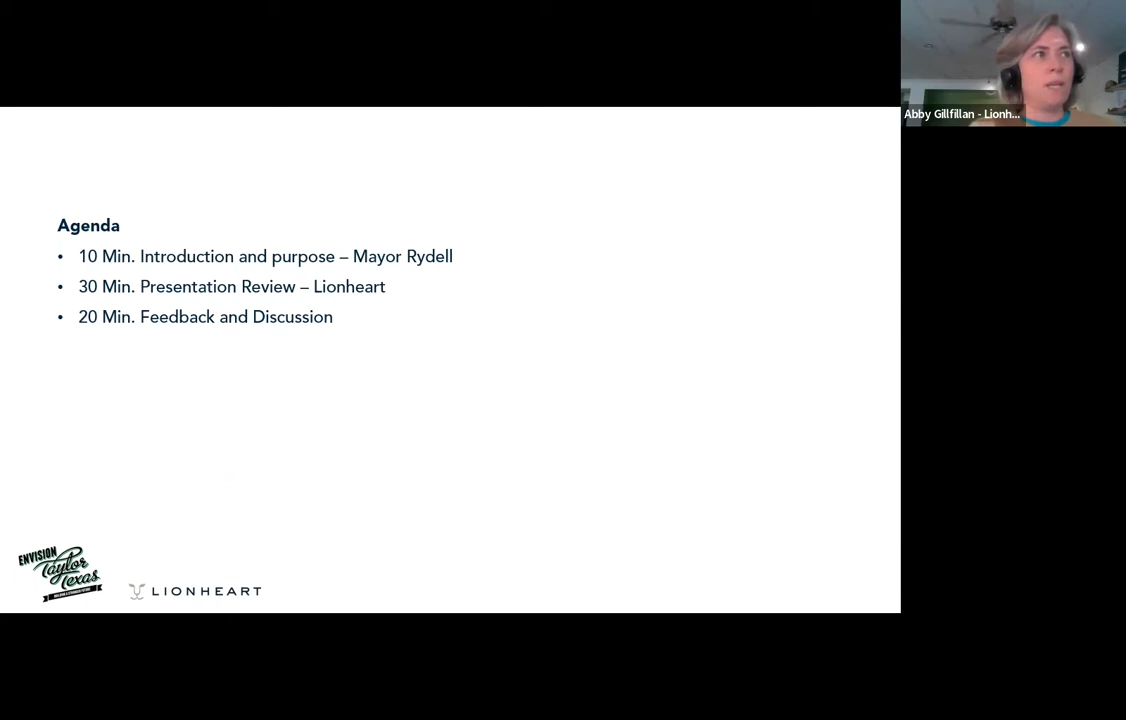 Abby Gillfillan - Lionh...
Agenda
• 10 Min. Introduction and purpose – Mayor Rydell
• 30 Min. Presentation Review – Lionheart
• 20 Min. Feedback and Discussion
ENVISION
Taylor
Texas
LIONHEART